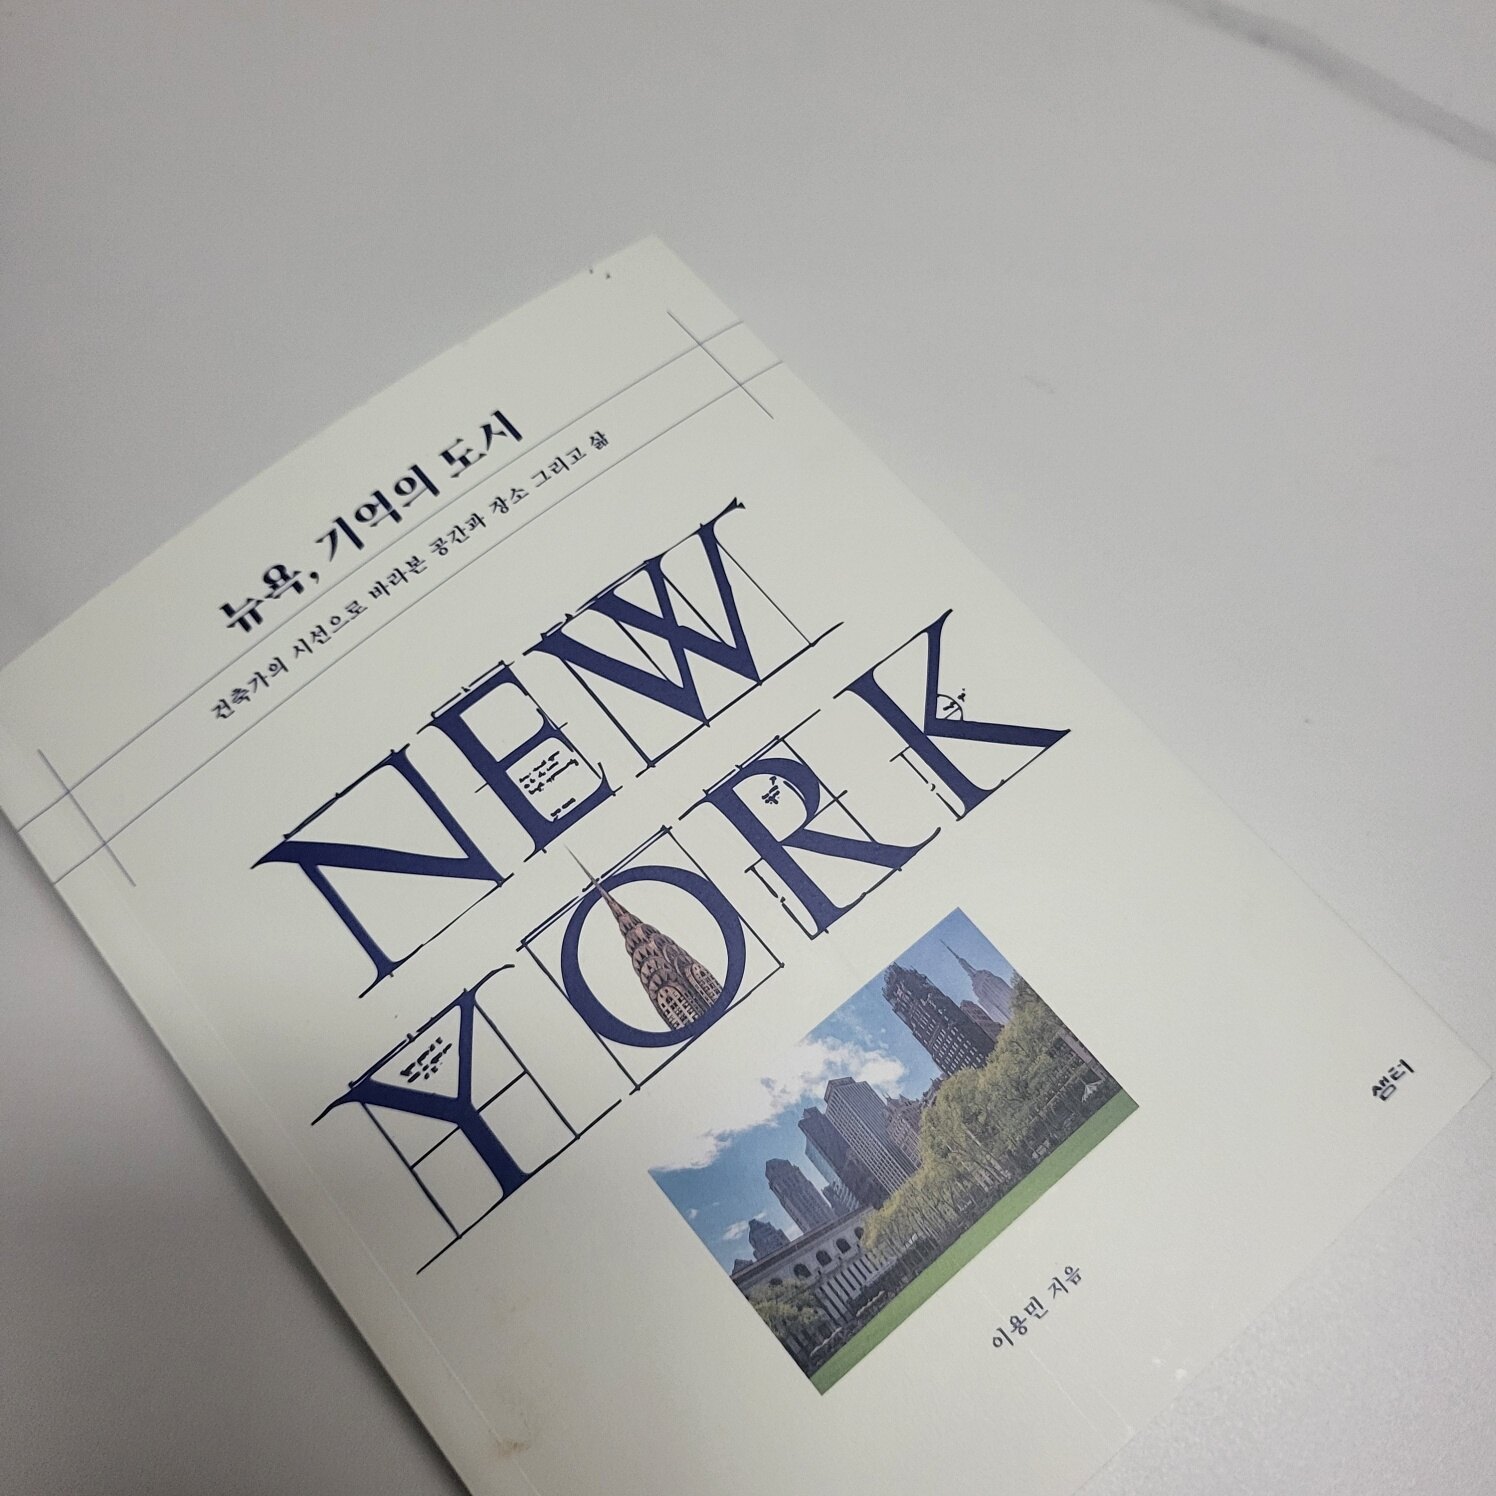 뉴욕, 기억의 도시
건축가의 시선으로 바라본 공간과 장소 그리고 삶
NEW
YORK
이용민 지음
샘터